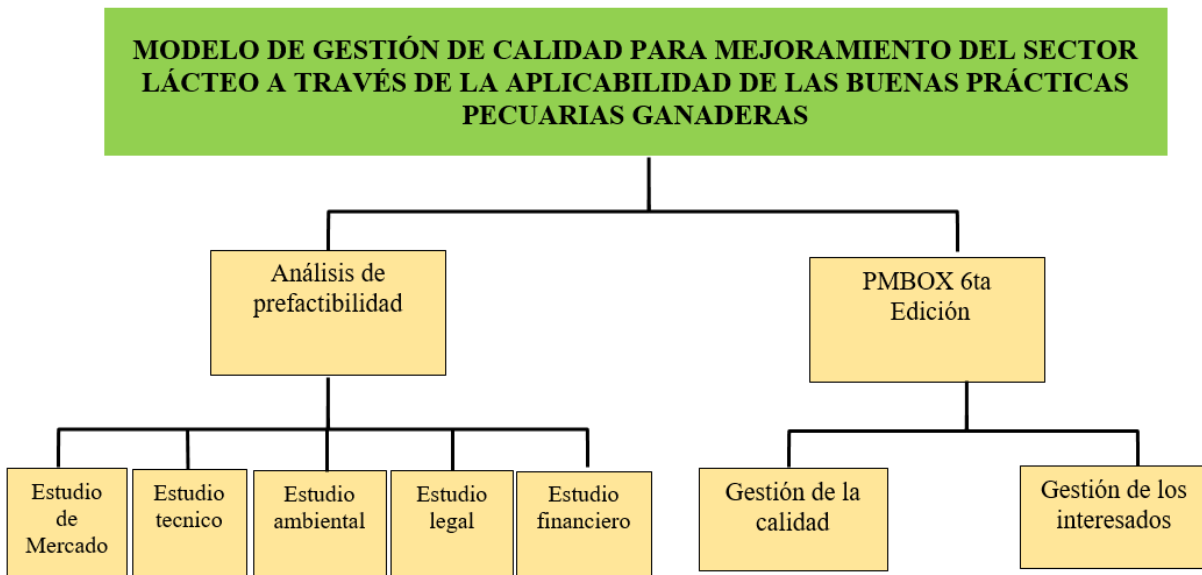 MODELO DE GESTIÓN DE CALIDAD PARA MEJORAMIENTO DEL SECTOR
LÁCTEO A TRAVÉS DE LA APLICABILIDAD DE LAS BUENAS PRÁCTICAS
PECUARIAS GANADERAS
Análisis de
prefactibilidad
PMBOX 6ta
Edición
Estudio
de
Mercado
Estudio
tecnico
Estudio
ambiental
Estudio
legal
Estudio
financiero
Gestión de la
calidad
Gestión de los
interesados